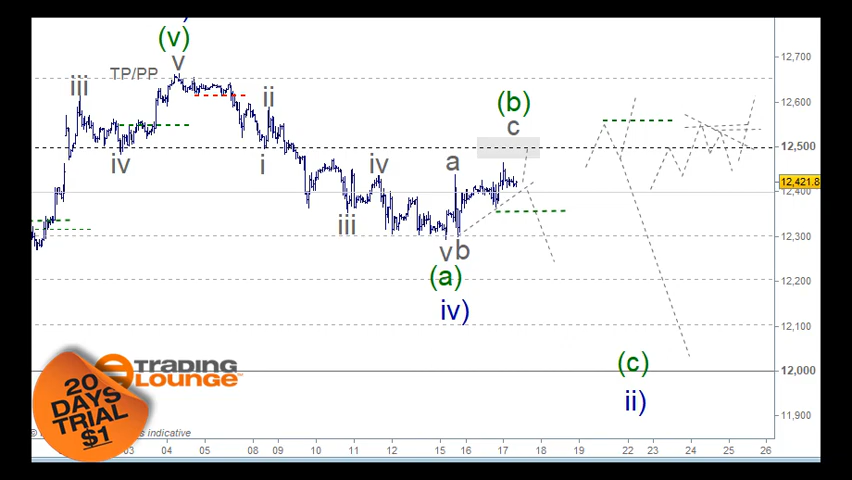 (v)
v
iii
TP/PP
ii
iv
i
iv
iii
v
(a)
iv)
a
b
(b)
c
(c)
ii)
12,700
12,600
12,500
12,421.8
12,400
12,300
12,200
12,100
12,000
11,900
TRADING
LOUNGE™
20
DAYS
TRIAL
$1
is indicative
03 04 05 08 09 10 11 12 15 16 17 18 22 23 24 25 26